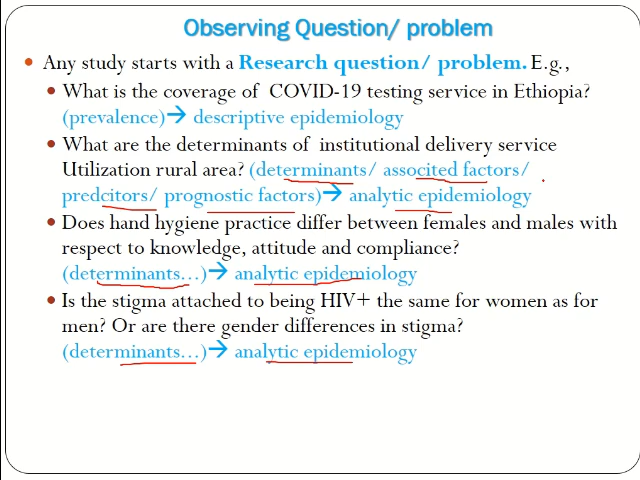 Observing Question/ problem
• Any study starts with a Research question/ problem. E.g.,
• What is the coverage of COVID-19 testing service in Ethiopia?
(prevalence)→ descriptive epidemiology
• What are the determinants of institutional delivery service
Utilization rural area? (determinants/ associted factors/
predcitors/ prognostic factors)→ analytic epidemiology
• Does hand hygiene practice differ between females and males with
respect to knowledge, attitude and compliance?
(determinants...)→ analytic epidemiology
• Is the stigma attached to being HIV+ the same for women as for
men? Or are there gender differences in stigma?
(determinants...)→ analytic epidemiology